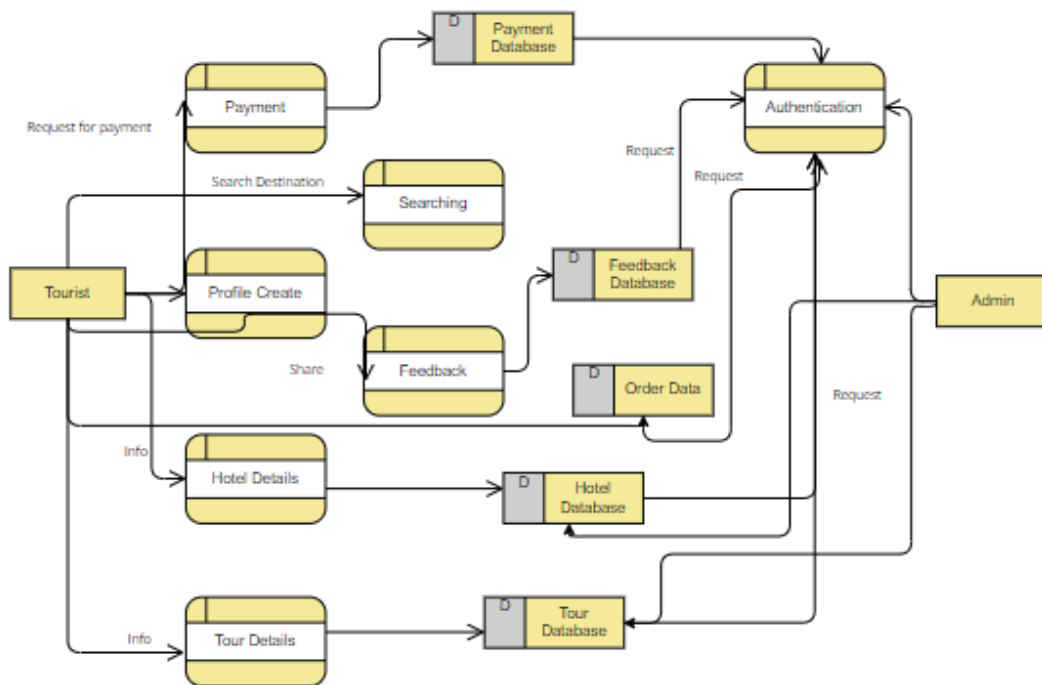 D
Payment
Database
Payment
Authentication
Request for payment
Request
Request
Search Destination
Searching
D
Feedback
Database
Tourist
Profile Create
Admin
Share
Feedback
D
Order Data
Request
Info
Hotel Details
D
Hotel
Database
D
Tour
Database
Info
Tour Details